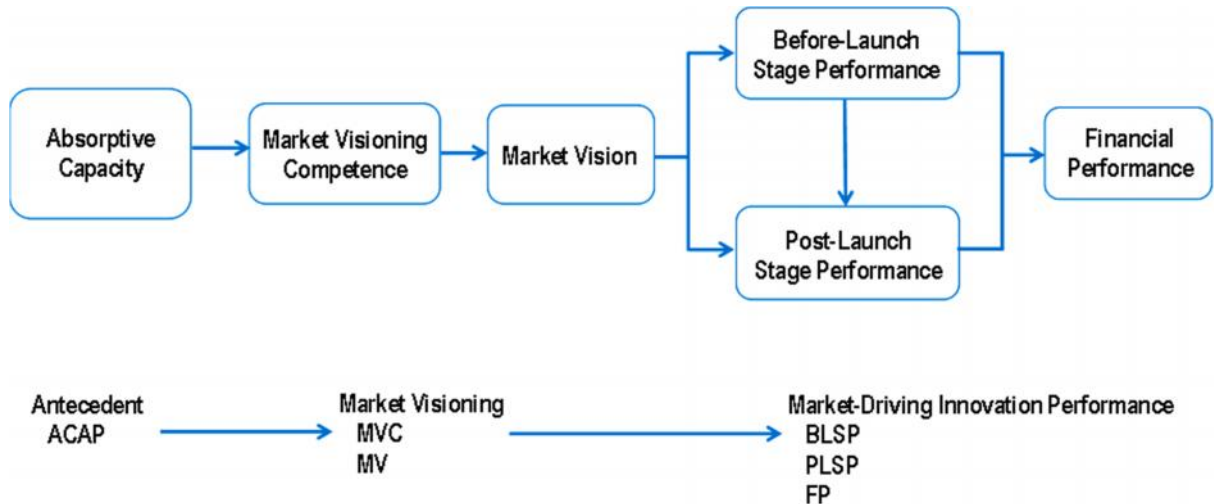 Absorptive
Capacity
Market Visioning
Competence
Market Vision
Before-Launch
Stage Performance
Post-Launch
Stage Performance
Financial
Performance
Antecedent
ACAP
Market Visioning
MVC
MV
Market-Driving Innovation Performance
BLSP
PLSP
FP